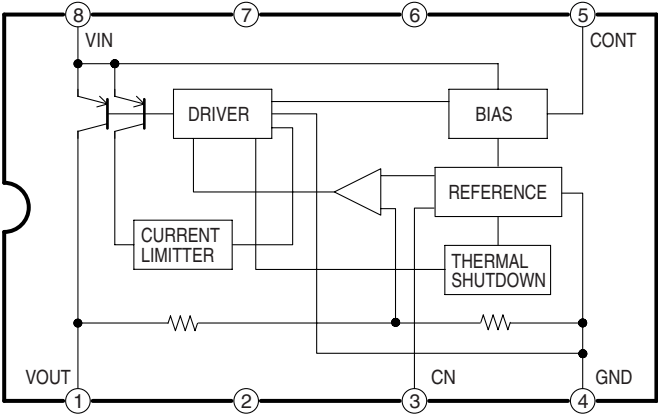 8
7
6
5
VIN
CONT
DRIVER
BIAS
REFERENCE
CURRENT
LIMITTER
THERMAL
SHUTDOWN
VOUT
CN
GND
1
2
3
4